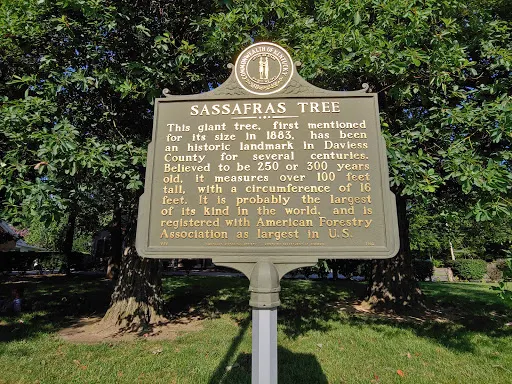 COMMONWEALTH OF KENTUCKY
SASSAFRAS TREE
This giant tree, first mentioned
for its size in 1883, has been
an historic landmark in Daviess
County for several centuries.
Believed to be 250 or 300 years
old, it measures over 100 feet
tall, with a circumference of 16
feet. It is probably the largest
of its kind in the world, and is
registered with American Forestry
Association as largest in U.S.